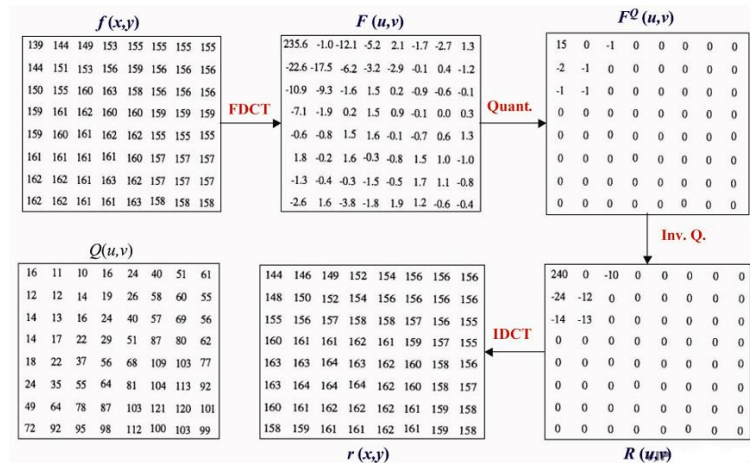 f (x,y)
139 144 149 153 155 155 155 155
144 151 153 156 159 156 156 156
150 155 160 163 158 156 156 156
159 161 162 160 160 159 159 159
159 160 161 162 162 155 155 155
161 161 161 161 160 157 157 157
162 162 161 163 162 157 157 157
162 162 161 161 163 158 158 158
FDCT
F (u,v)
235.6 -1.0 -12.1 -5.2 2.1 -1.7 -2.7 1.3
-22.6 -17.5 -6.2 -3.2 -2.9 -0.1 0.4 -1.2
-10.9 -9.3 -1.6 1.5 0.2 -0.9 -0.6 -0.1
-7.1 -1.9 0.2 1.5 0.9 -0.1 0.0 0.3
-0.6 -0.8 1.5 1.6 -0.1 -0.7 0.6 1.3
1.8 -0.2 1.6 -0.3 -0.8 1.5 1.0 -1.0
-1.3 -0.4 -0.3 -1.5 -0.5 1.7 1.1 -0.8
-2.6 1.6 -3.8 -1.8 1.9 1.2 -0.6 -0.4
Quant.
F^Q (u,v)
15 0 -1 0 0 0 0 0
-2 -1 0 0 0 0 0 0
-1 -1 0 0 0 0 0 0
0 0 0 0 0 0 0 0
0 0 0 0 0 0 0 0
0 0 0 0 0 0 0 0
0 0 0 0 0 0 0 0
0 0 0 0 0 0 0 0
Inv. Q.
Q(u,v)
16 11 10 16 24 40 51 61
12 12 14 19 26 58 60 55
14 13 16 24 40 57 69 56
14 17 22 29 51 87 80 62
18 22 37 56 68 109 103 77
24 35 55 64 81 104 113 92
49 64 78 87 103 121 120 101
72 92 95 98 112 100 103 99
144 146 149 152 154 156 156 156
148 150 152 154 156 156 156 156
155 156 157 158 158 157 156 155
160 161 161 162 161 159 157 155
163 163 164 163 162 160 158 156
163 164 164 164 162 160 158 157
160 161 162 162 162 161 159 158
158 159 161 161 162 161 159 158
r (x,y)
IDCT
240 0 -10 0 0 0 0 0
-24 -12 0 0 0 0 0 0
-14 -13 0 0 0 0 0 0
0 0 0 0 0 0 0 0
0 0 0 0 0 0 0 0
0 0 0 0 0 0 0 0
0 0 0 0 0 0 0 0
0 0 0 0 0 0 0 0
R (u,v)